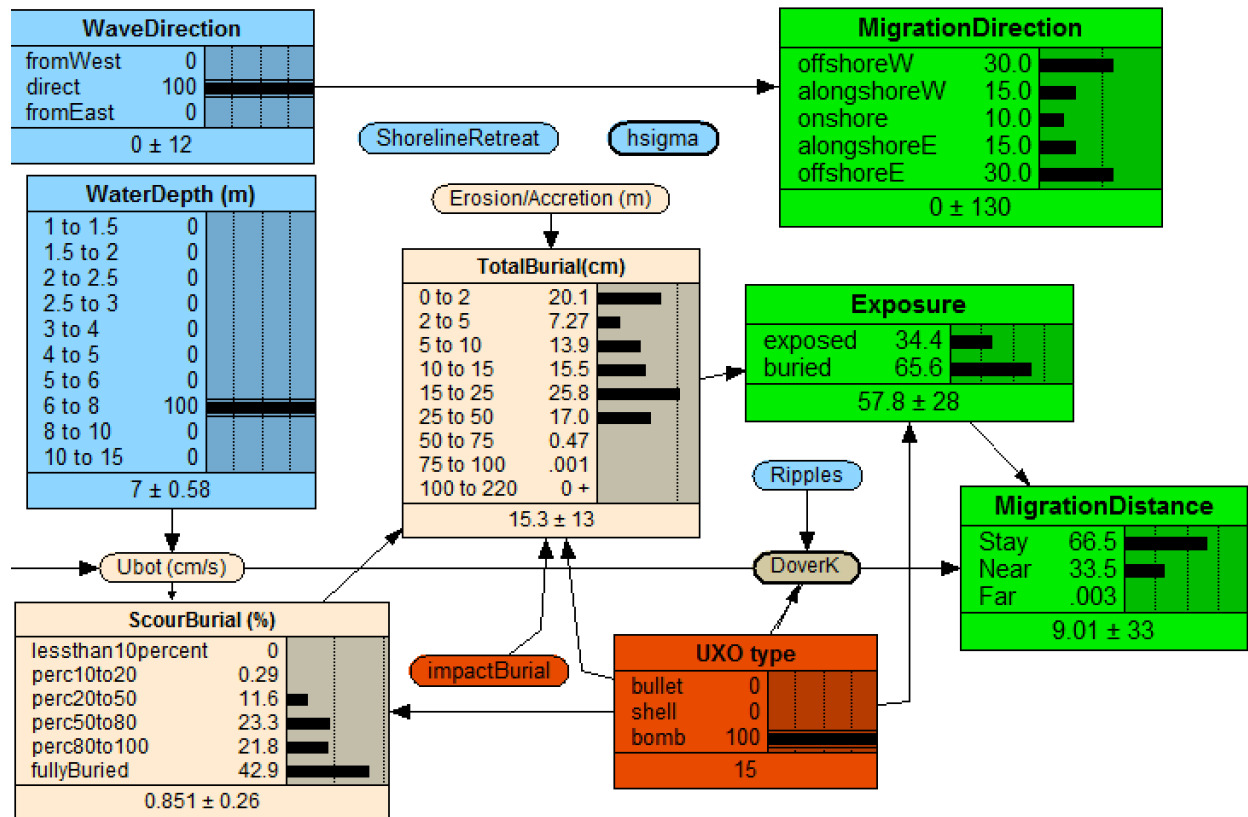 WaveDirection
fromWest 0
direct 100
fromEast 0
0 ± 12
MigrationDirection
offshoreW 30.0
alongshoreW 15.0
onshore 10.0
alongshoreE 15.0
offshoreE 30.0
0 ± 130
ShorelineRetreat
hsigma
WaterDepth (m)
1 to 1.5 0
1.5 to 2 0
2 to 2.5 0
2.5 to 3 0
3 to 4 0
4 to 5 0
5 to 6 0
6 to 8 100
8 to 10 0
10 to 15 0
7 ± 0.58
Erosion/Accretion (m)
TotalBurial(cm)
0 to 2 20.1
2 to 5 7.27
5 to 10 13.9
10 to 15 15.5
15 to 25 25.8
25 to 50 17.0
50 to 75 0.47
75 to 100 .001
100 to 220 0 +
15.3 ± 13
Exposure
exposed 34.4
buried 65.6
57.8 ± 28
Ripples
DoverK
MigrationDistance
Stay 66.5
Near 33.5
Far .003
9.01 ± 33
Ubot (cm/s)
ScourBurial (%)
lessthan10percent 0
perc10to20 0.29
perc20to50 11.6
perc50to80 23.3
perc80to100 21.8
fullyBuried 42.9
0.851 ± 0.26
impactBurial
UXO type
bullet 0
shell 0
bomb 100
15